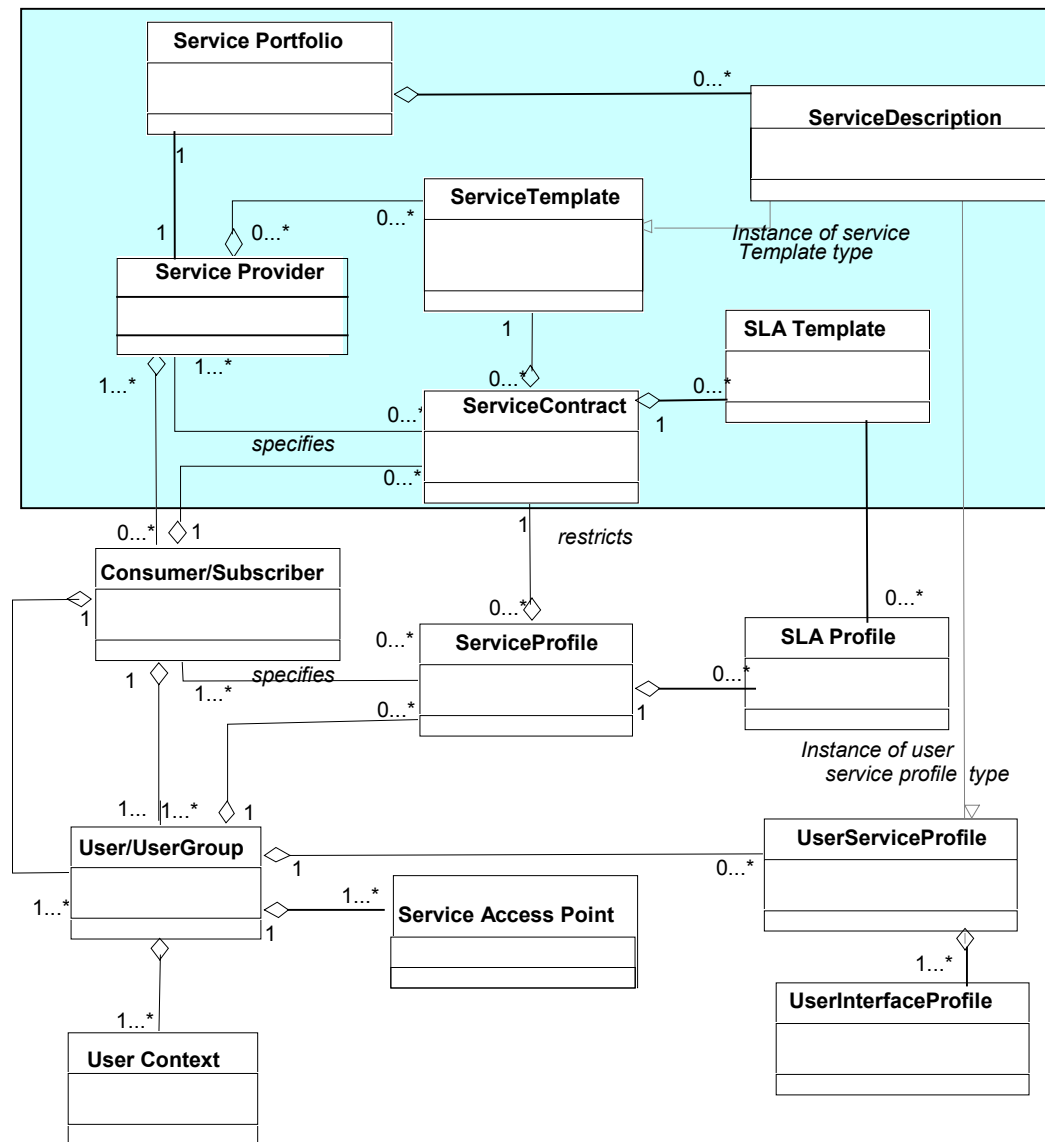 Service Portfolio
0...*
ServiceDescription
1
ServiceTemplate
0...*
0...*
Instance of service
Template type
1
Service Provider
1
SLA Template
1...*
1...*
0...*
0...*
0...*
ServiceContract
1
specifies
0...*
0...*
1
1
restricts
Consumer/Subscriber
0...*
0...*
1
0...*
ServiceProfile
SLA Profile
1
specifies
1...*
0...*
0...*
1
Instance of user
service profile type
1...
1...*
1
User/UserGroup
UserServiceProfile
1
0...*
1...*
1...*
Service Access Point
1
1...*
UserInterfaceProfile
1...*
User Context